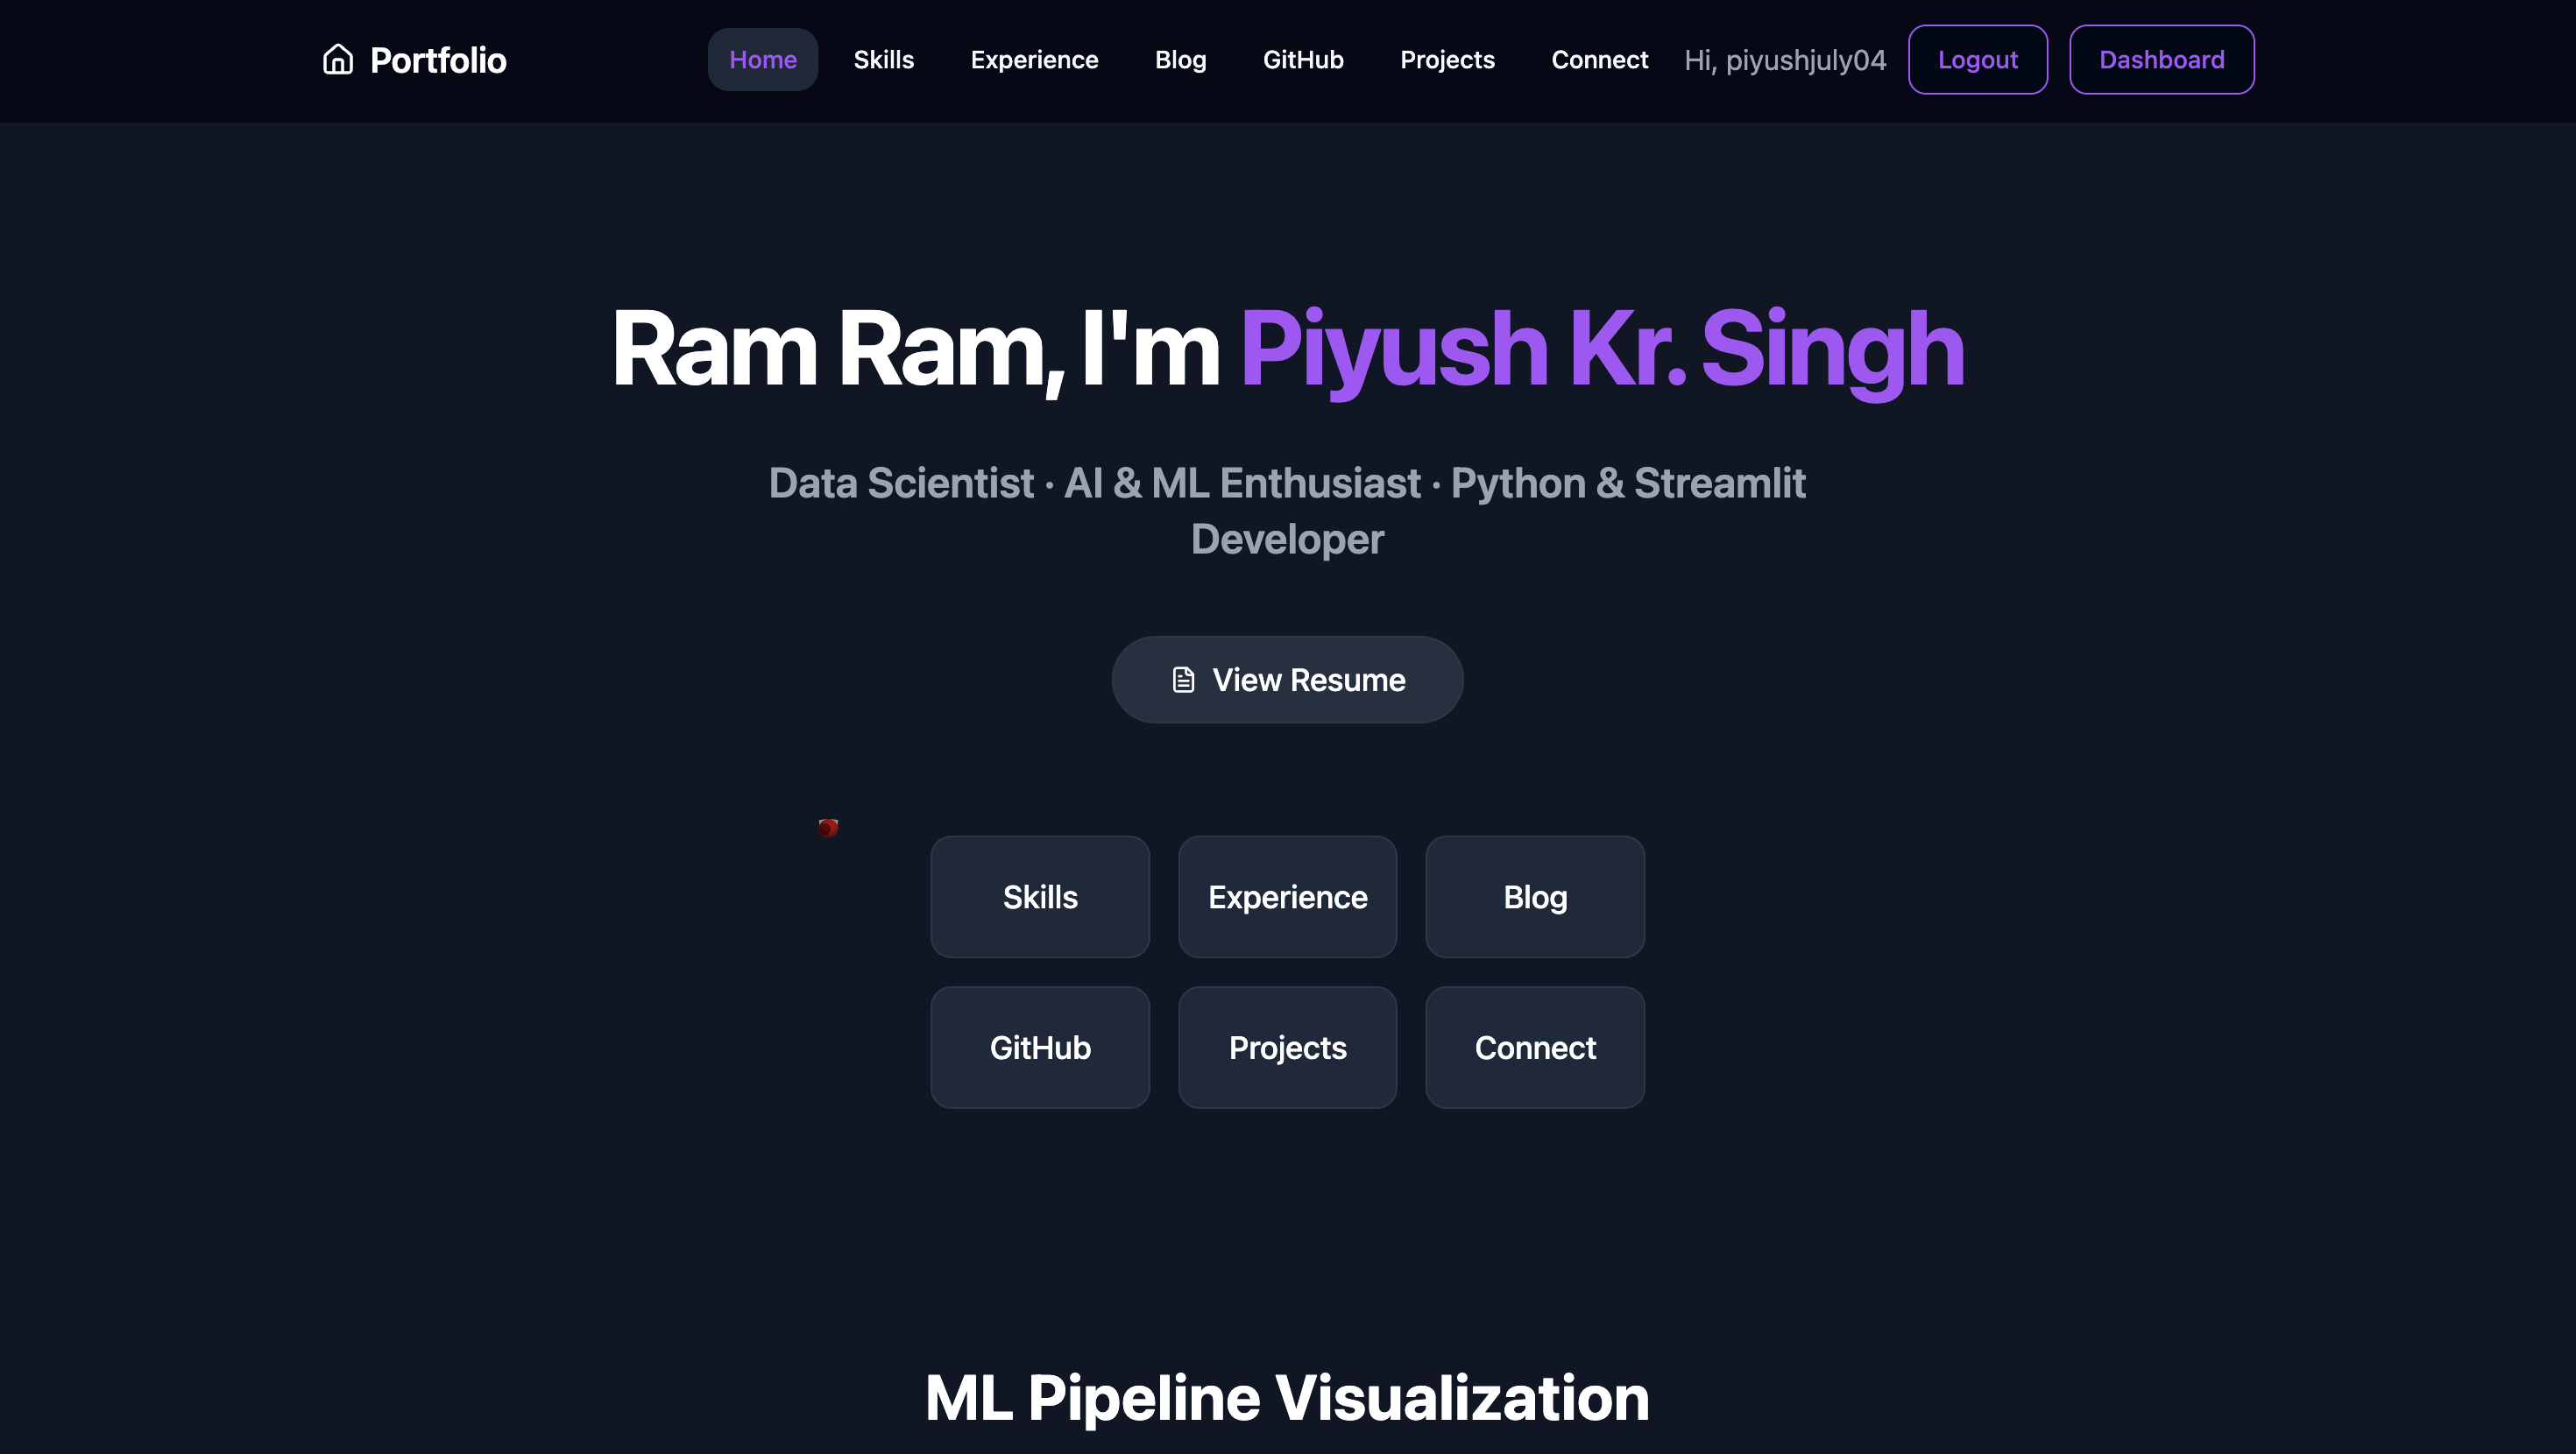 Portfolio
Home Skills Experience Blog GitHub Projects Connect Hi, piyushjuly04 Logout Dashboard
Ram Ram, I'm Piyush Kr. Singh
Data Scientist · AI & ML Enthusiast · Python & Streamlit
Developer
View Resume
Skills Experience Blog
GitHub Projects Connect
ML Pipeline Visualization